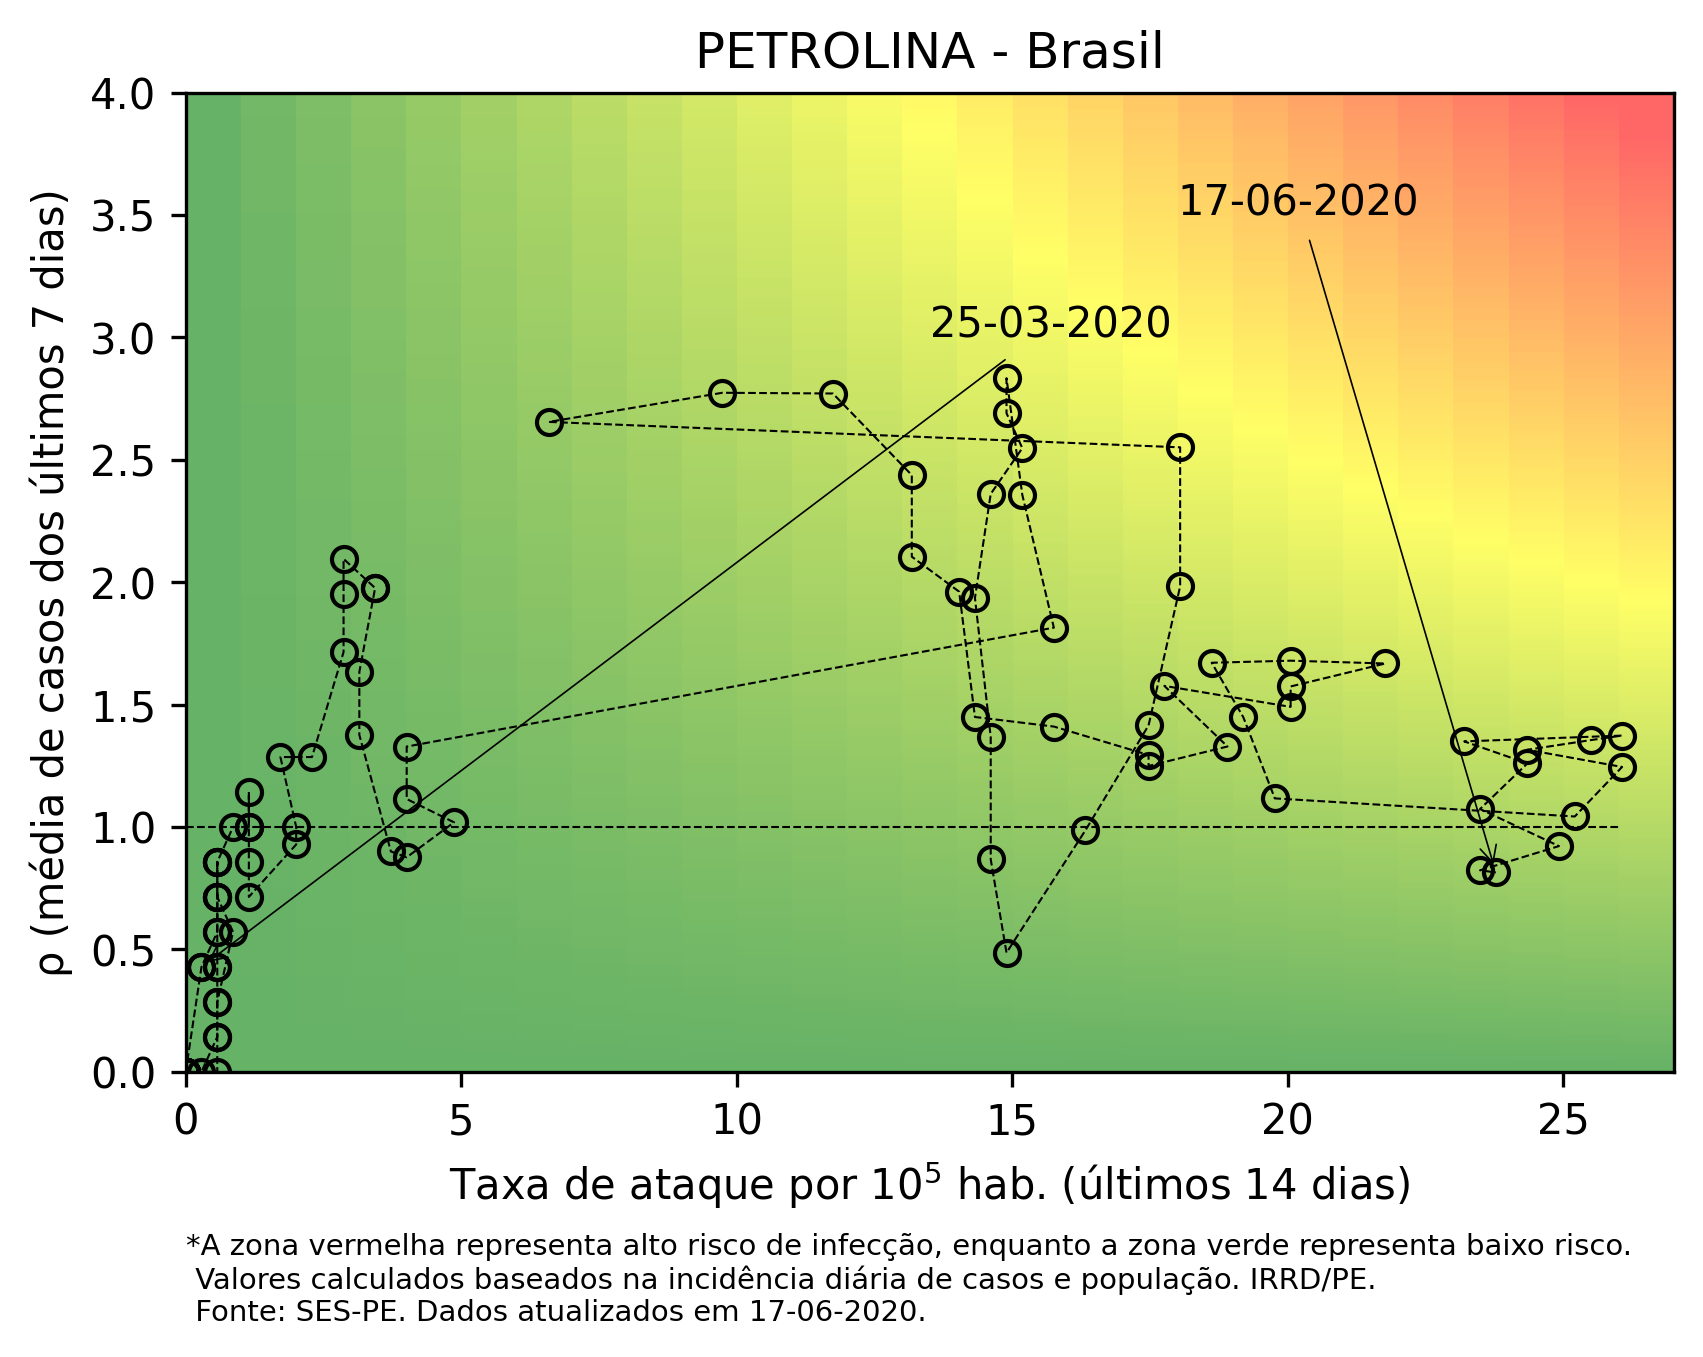 PETROLINA - Brasil
4.0
3.5
3.0
2.5
2.0
1.5
1.0
0.5
0.0
ρ (média de casos dos últimos 7 dias)
17-06-2020
25-03-2020
0 5 10 15 20 25
Taxa de ataque por 10⁵ hab. (últimos 14 dias)
*A zona vermelha representa alto risco de infecção, enquanto a zona verde representa baixo risco.
Valores calculados baseados na incidência diária de casos e população. IRRD/PE.
Fonte: SES-PE. Dados atualizados em 17-06-2020.